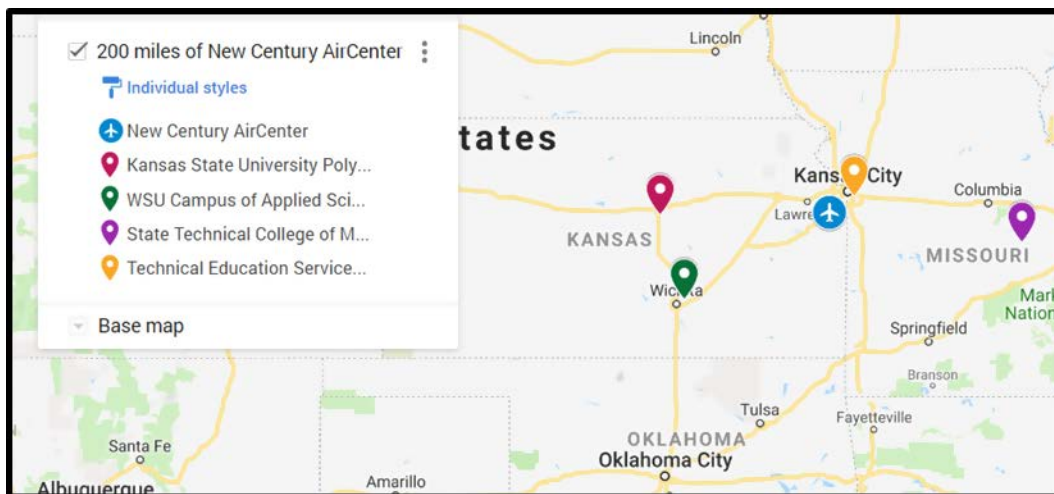 200 miles of New Century AirCenter
Individual styles
New Century AirCenter
Kansas State University Poly...
WSU Campus of Applied Sci...
State Technical College of M...
Technical Education Service...
Base map
Lincoln
tates
Kansas City
Columbia
Lawre
KANSAS
MISSOURI
Wichita
Mark
Nation
Springfield
Branson
Tulsa
Fayetteville
OKLAHOMA
Oklahoma City
Santa Fe
Albuquerque
Amarillo